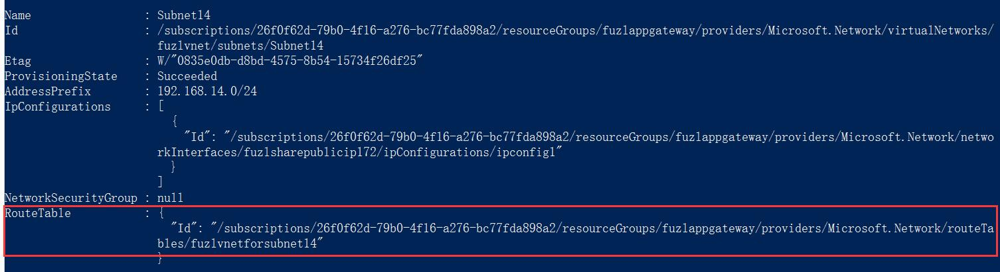 Name : Subnet14
Id : /subscriptions/26f0f62d-79b0-4f16-a276-bc77fda898a2/resourceGroups/fuzlappgateway/providers/Microsoft.Network/virtualNetworks/
fuzlvnet/subnets/Subnet14
Etag : W/"0835e0db-d8bd-4575-8b54-15734f26df25"
ProvisioningState : Succeeded
AddressPrefix : 192.168.14.0/24
IpConfigurations : [
{
"Id": "/subscriptions/26f0f62d-79b0-4f16-a276-bc77fda898a2/resourceGroups/fuzlappgateway/providers/Microsoft.Network/netwo
rkInterfaces/fuzlsharepublicip172/ipConfigurations/ipconfig1"
}
]
NetworkSecurityGroup : null
RouteTable : {
"Id": "/subscriptions/26f0f62d-79b0-4f16-a276-bc77fda898a2/resourceGroups/fuzlappgateway/providers/Microsoft.Network/routeTa
bles/fuzlvnetforsubnet14"
}